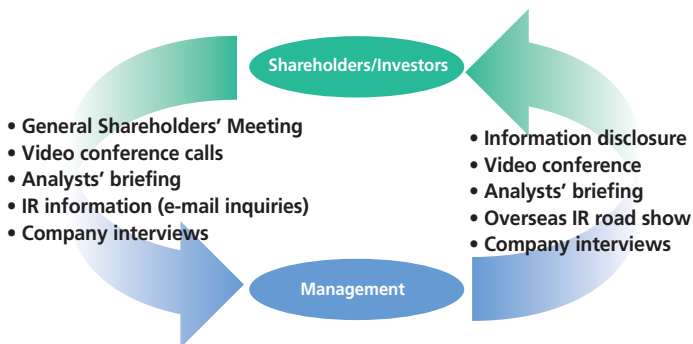 Shareholders/Investors
• General Shareholders’ Meeting
• Video conference calls
• Analysts’ briefing
• IR information (e-mail inquiries)
• Company interviews
• Information disclosure
• Video conference
• Analysts’ briefing
• Overseas IR road show
• Company interviews
Management